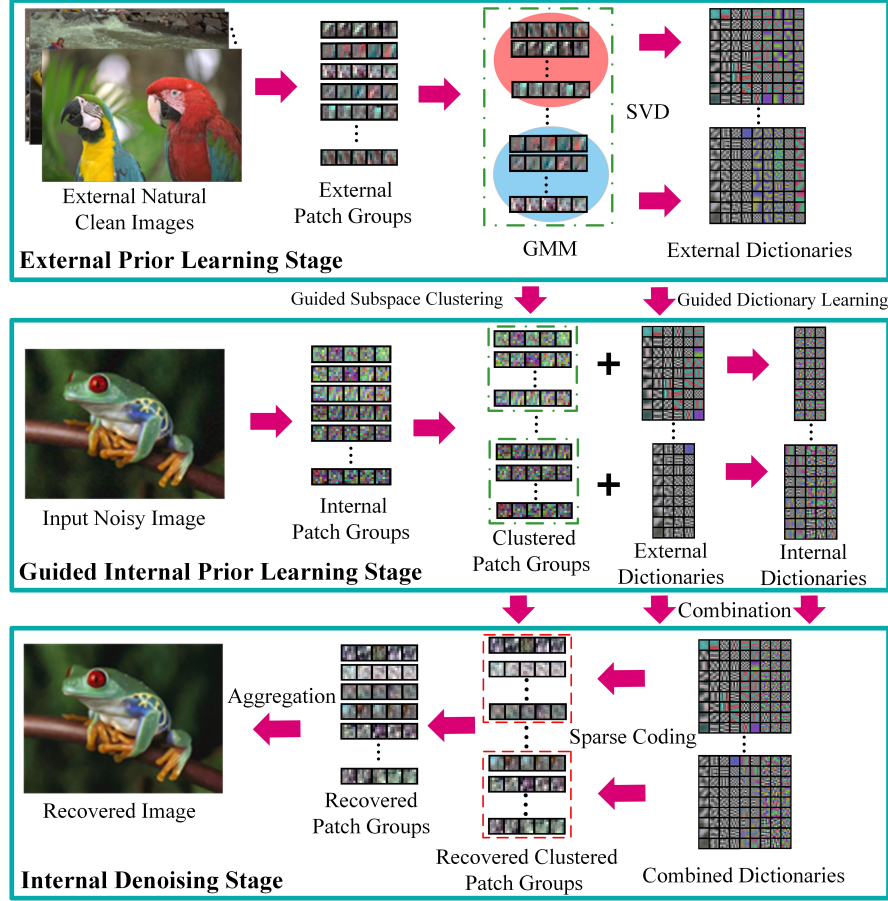 External Natural
Clean Images
External
Patch Groups
GMM
SVD
External Dictionaries
External Prior Learning Stage
Guided Subspace Clustering
Guided Dictionary Learning
Input Noisy Image
Internal
Patch Groups
Clustered
Patch Groups
+
+
External
Dictionaries
Internal
Dictionaries
Guided Internal Prior Learning Stage
Combination
Aggregation
Sparse Coding
Recovered Image
Recovered
Patch Groups
Recovered Clustered
Patch Groups
Combined Dictionaries
Internal Denoising Stage